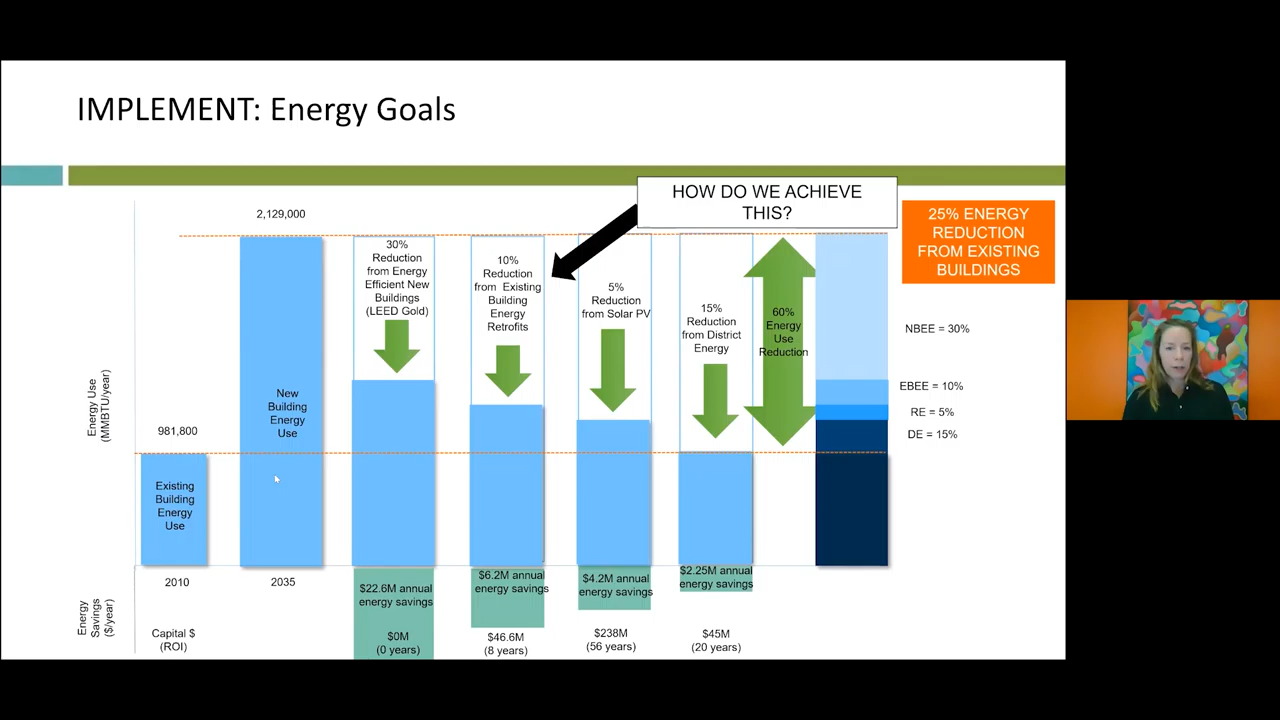 IMPLEMENT: Energy Goals
HOW DO WE ACHIEVE
THIS?
25% ENERGY
REDUCTION
FROM EXISTING
BUILDINGS
Energy Use
(MMBTU/year)
981,800
Existing
Building
Energy
Use
2010
2,129,000
New
Building
Energy
Use
2035
30%
Reduction
from Energy
Efficient New
Buildings
(LEED Gold)
10%
Reduction
from Existing
Building
Energy
Retrofits
5%
Reduction
from Solar PV
15%
Reduction
from District
Energy
60%
Energy
Use
Reduction
NBEE = 30%
EBEE = 10%
RE = 5%
DE = 15%
Energy
Savings
($/year)
$22.6M annual
energy savings
$6.2M annual
energy savings
$4.2M annual
energy savings
$2.25M annual
energy savings
Capital $
(ROI)
$0M
(0 years)
$46.6M
(8 years)
$238M
(56 years)
$45M
(20 years)